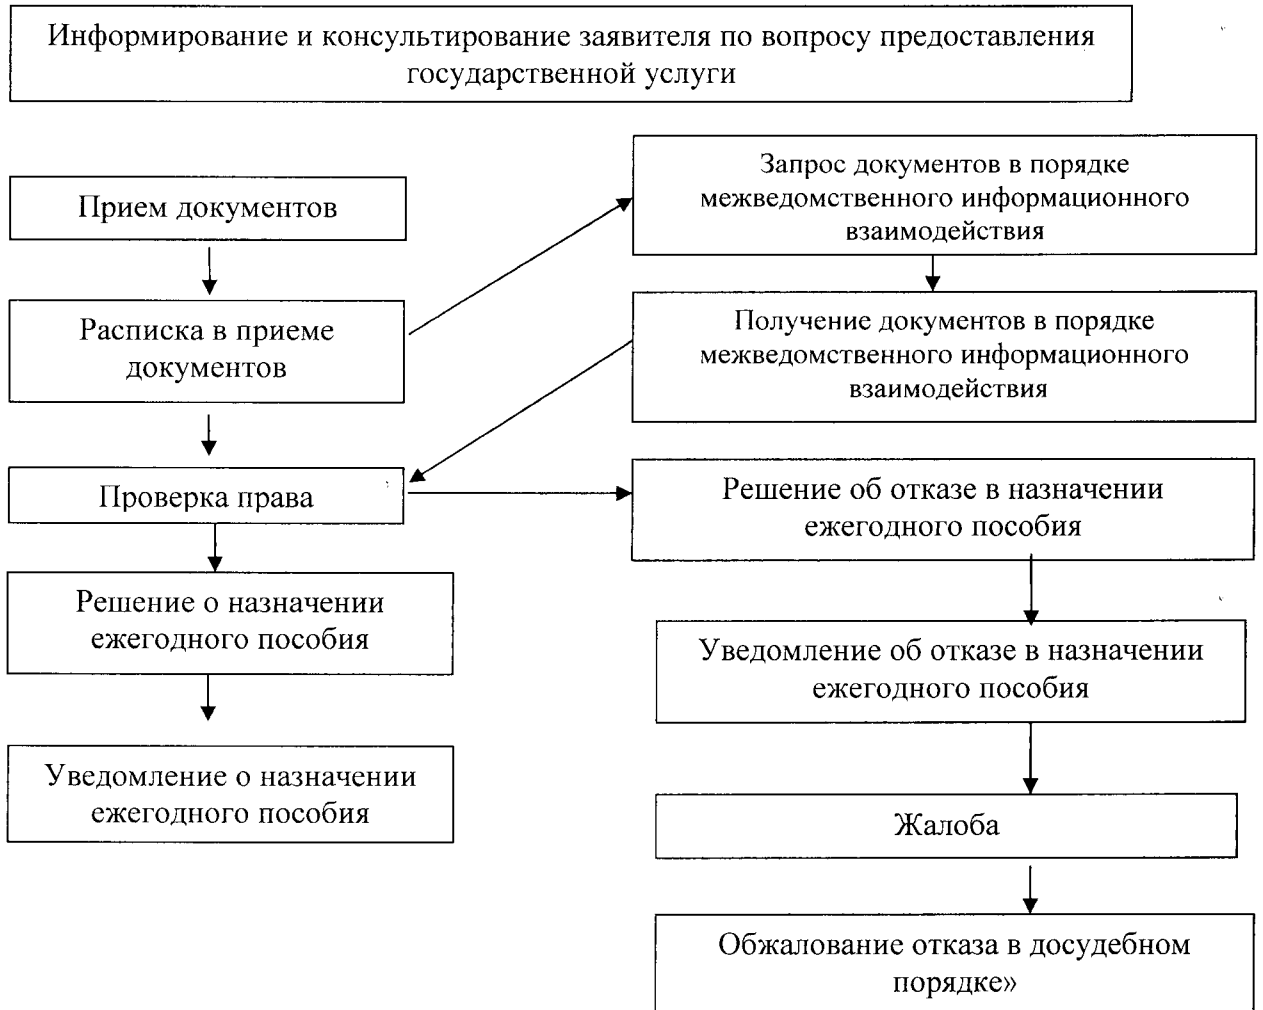 Информирование и консультирование заявителя по вопросу предоставления
государственной услуги
Прием документов
Запрос документов в порядке
межведомственного информационного
взаимодействия
Расписка в приеме
документов
Получение документов в порядке
межведомственного информационного
взаимодействия
Проверка права
Решение об отказе в назначении
ежегодного пособия
Решение о назначении
ежегодного пособия
Уведомление об отказе в назначении
ежегодного пособия
Уведомление о назначении
ежегодного пособия
Жалоба
Обжалование отказа в досудебном
порядке»